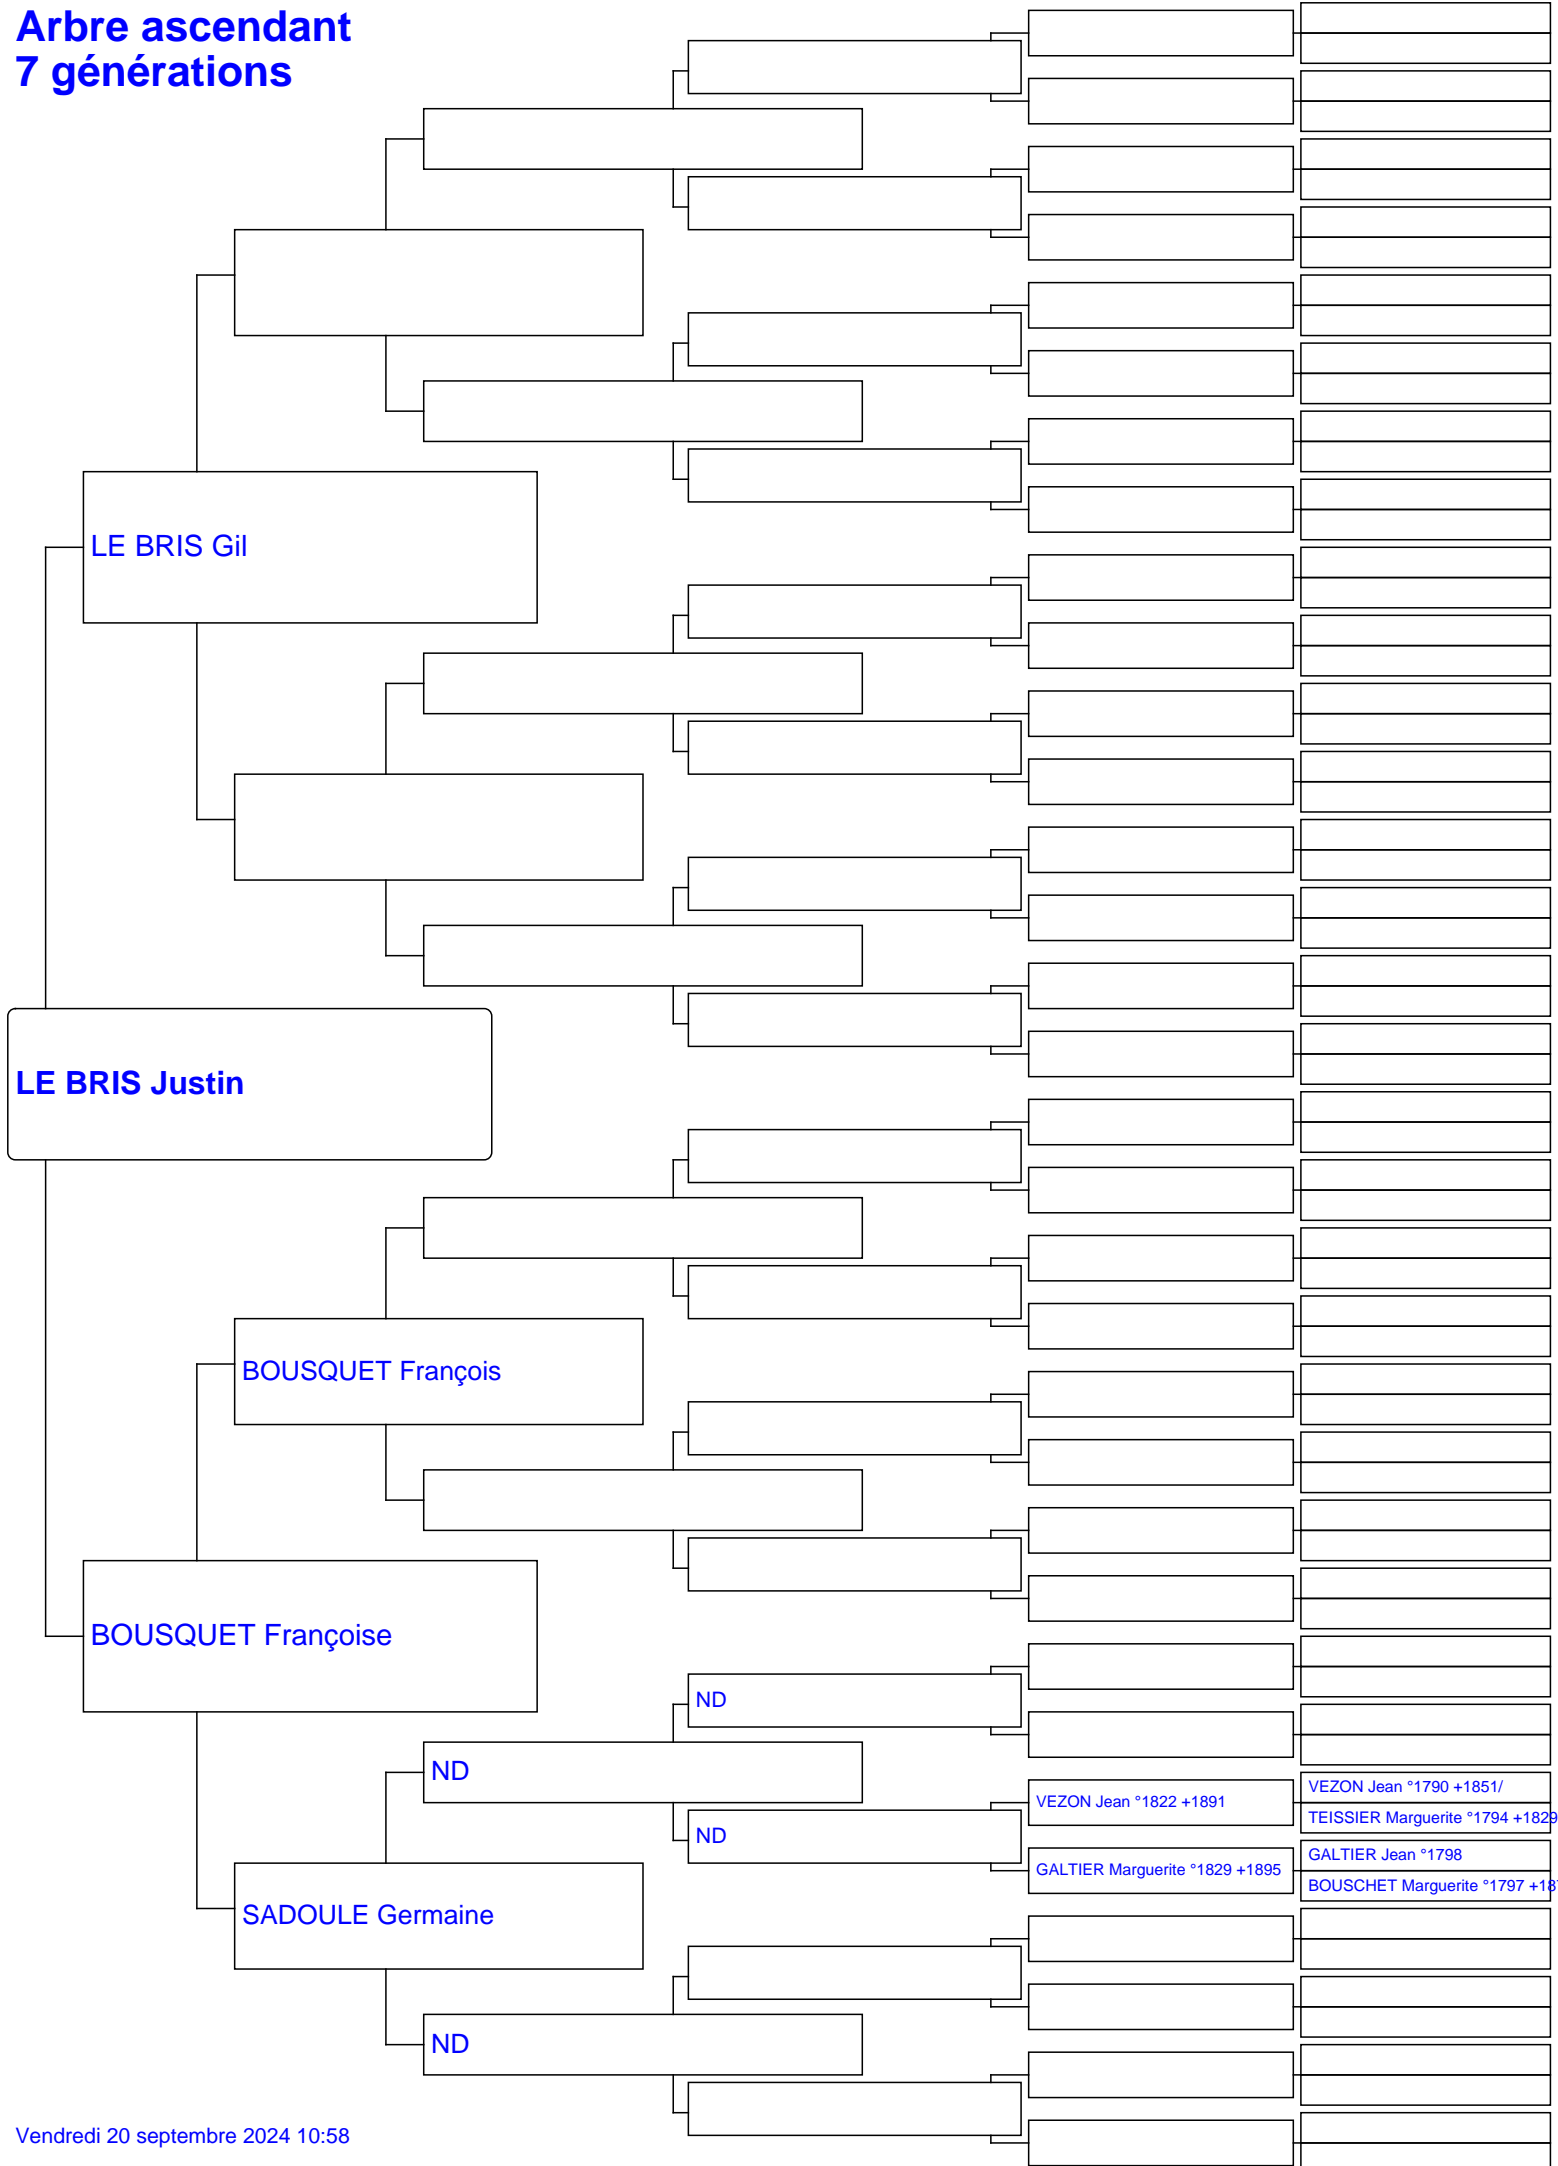 Arbre ascendant
7 générations
LE BRIS Gil
LE BRIS Justin
BOUSQUET François
BOUSQUET Françoise
ND
ND
VEZON Jean °1790 +1851/
VEZON Jean °1822 +1891
TEISSIER Marguerite °1794 +1829
ND
GALTIER Jean °1798
GALTIER Marguerite °1829 +1895
BOUSCHET Marguerite °1797
SADOULE Germaine
ND
Vendredi 20 septembre 2024 10:58